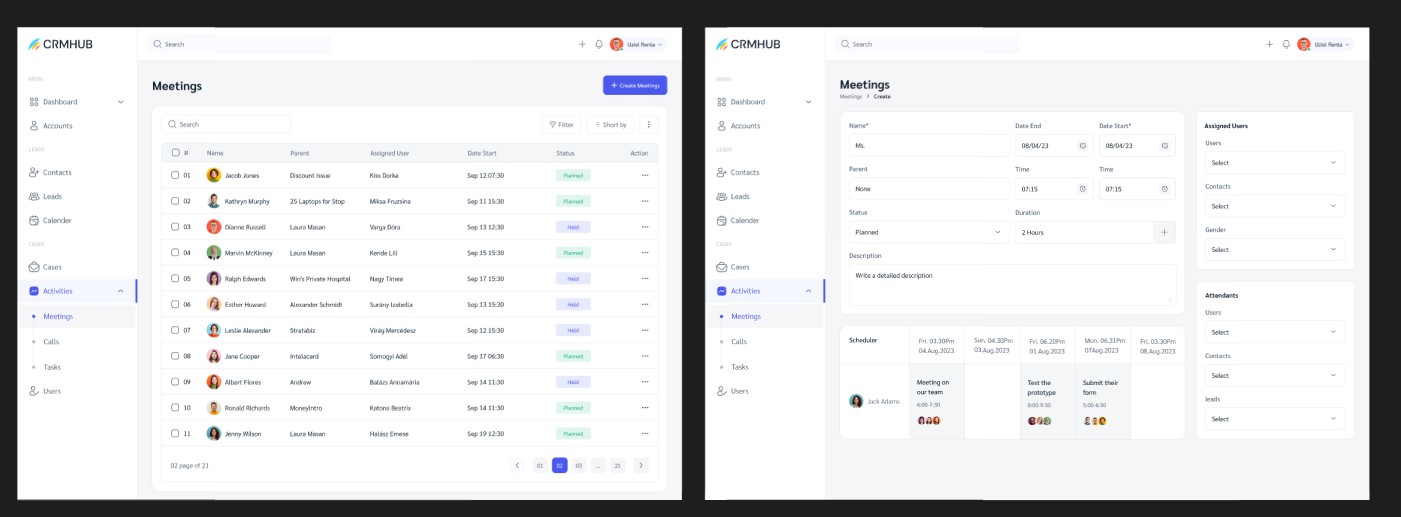 CRMHUB
Search
Uziel Renta
MENU
Dashboard
Accounts
LEADS
Contacts
Leads
Calender
CASES
Cases
Activities
Meetings
Calls
Tasks
Users
Meetings
+ Create Meetings
Search
Filter
Short by
# Name Parent Assigned User Date Start Status Action
01 Jacob Jones Discount Issue Kiss Dorka Sep 12 07:30 Planned
02 Kathryn Murphy 25 Laptops for Stop Miksa Fruzsina Sep 11 15:30 Planned
03 Dianne Russell Laura Masan Varga Dóra Sep 13 12:30 Held
04 Marvin McKinney Laura Masan Kende Lili Sep 15 15:30 Planned
05 Ralph Edwards Win's Private Hospital Nagy Timea Sep 17 15:30 Held
06 Esther Howard Alexander Schmidt Surány Izabella Sep 13 15:30 Held
07 Leslie Alexander Stratabiz Virág Mercédesz Sep 12 15:30 Held
08 Jane Cooper Intelacard Somogyi Adél Sep 17 06:30 Planned
09 Albert Flores Andrew Balázs Annamária Sep 14 11:30 Held
10 Ronald Richards MoneyIntro Katona Beatrix Sep 14 11:30 Planned
11 Jenny Wilson Laura Masan Halász Emese Sep 19 12:30 Planned
02 page of 21
01 02 03 ... 21
CRMHUB
Search
Uziel Renta
MENU
Dashboard
Accounts
LEADS
Contacts
Leads
Calender
CASES
Cases
Activities
Meetings
Calls
Tasks
Users
Meetings
Meetings > Create
Name* Date End Date Start*
Ms. 08/04/23 08/04/23
Parent Time Time
None 07:15 07:15
Status Duration
Planned 2 Hours +
Description
Write a detailed description
Scheduler
Fri. 03.30Pm
04.Aug.2023
Sun. 04.30Pm
03.Aug.2023
Fri. 06.20Pm
01.Aug.2023
Mon. 06.31Pm
07Aug.2023
Fri. 03.30Pm
08.Aug.2023
Jack Adams
Meeting on
our team
6:00-7:30
Test the
prototype
8:00-9:30
Submit their
form
5:00-6:30
Assigned Users
Users
Select
Contacts
Select
Gender
Select
Attendants
Users
Select
Contacts
Select
leads
Select